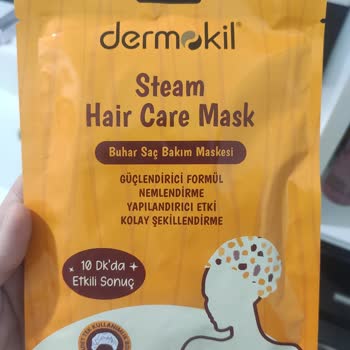 dermokil
Steam
Hair Care Mask
Buhar Saç Bakım Maskesi
GÜÇLENDİRİCİ FORMÜL
NEMLENDİRME
YAPILANDIRICI ETKİ
KOLAY ŞEKİLLENDİRME
10 Dk'da
Etkili Sonuç